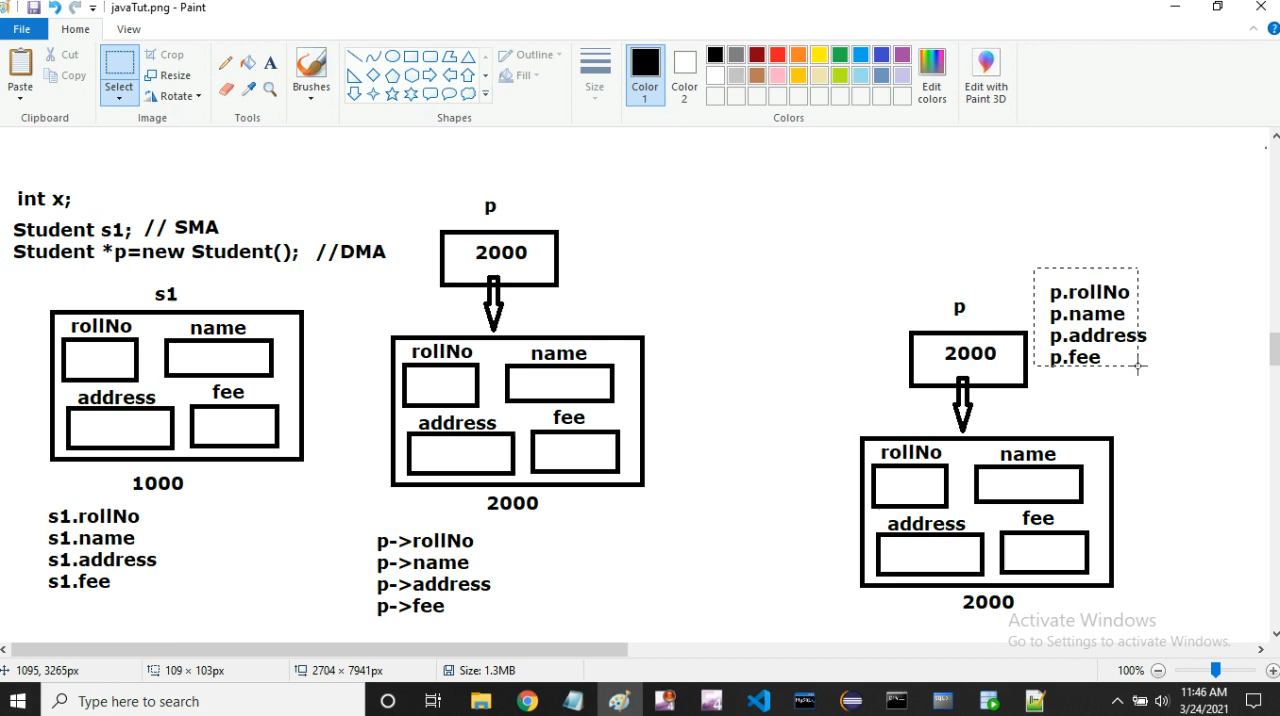 javaTut.png - Paint
File Home View
Paste
Cut
Copy
Clipboard
Select
Crop
Resize
Rotate
Image
Tools
Brushes
Outline
Fill
Shapes
Size
Color 1
Color 2
Edit colors
Colors
Edit with Paint 3D
int x;
Student s1; // SMA
Student *p=new Student(); //DMA
s1
rollNo name
address fee
1000
s1.rollNo
s1.name
s1.address
s1.fee
p
2000
rollNo name
address fee
2000
p->rollNo
p->name
p->address
p->fee
p
2000
p.rollNo
p.name
p.address
p.fee
rollNo name
address fee
2000
Activate Windows
Go to Settings to activate Windows.
1095, 3265px
109 × 103px
2704 × 7941px
Size: 1.3MB
100%
Type here to search
11:46 AM
3/24/2021